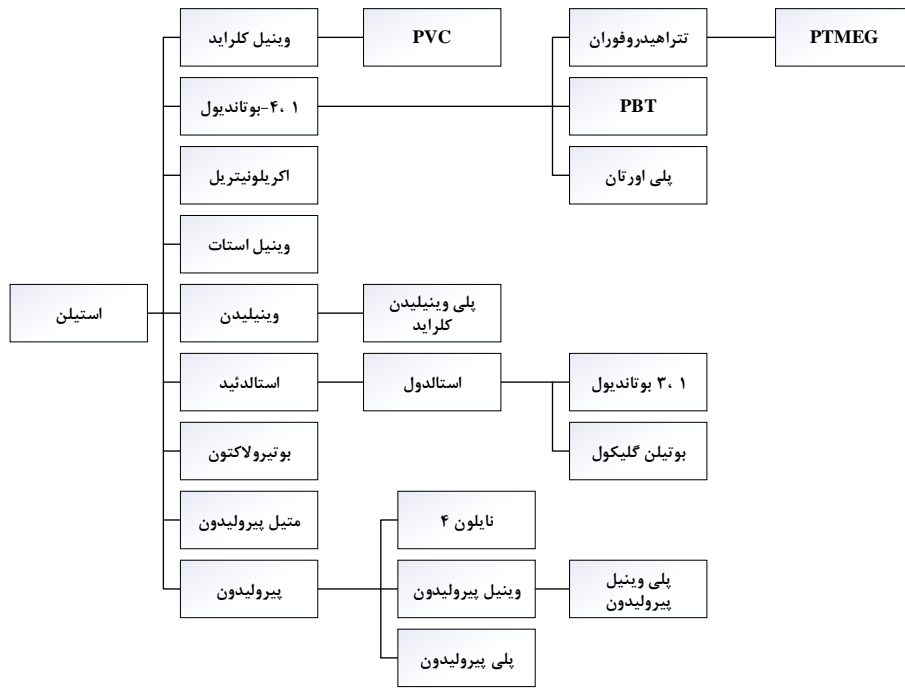 وینیل کلراید
PVC
تتراهیدروفوران
PTMEG
۱ ،۴-بوتاندیول
PBT
اکریلونیتریل
پلی اورتان
وینیل استات
استیلن
وینیلیدن
پلی وینیلیدن
کلراید
استالدئید
استالدول
۱ ،۳ بوتاندیول
بوتیرولاکتون
بوتیلن گلیکول
متیل پیرولیدون
نایلون ۴
پیرولیدون
وینیل پیرولیدون
پلی وینیل
پیرولیدون
پلی پیرولیدون